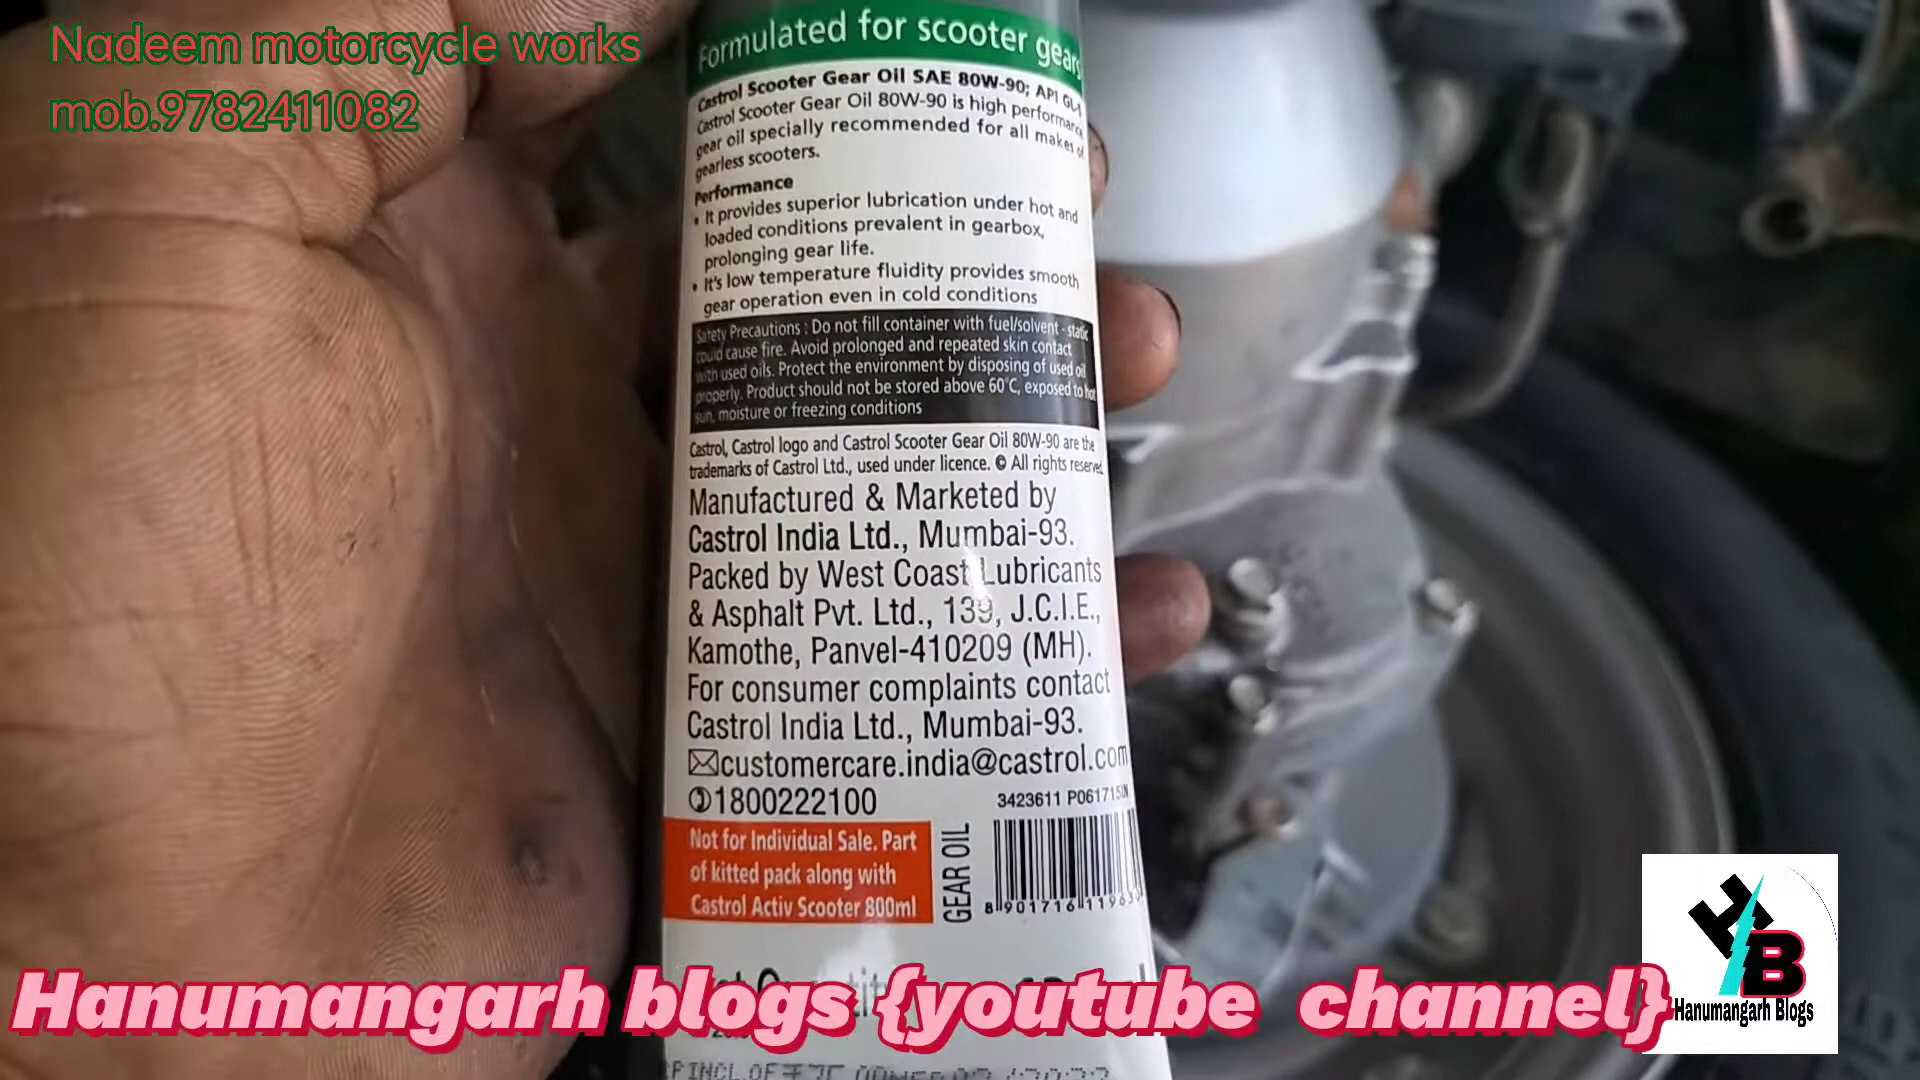 Nadeem motorcycle works
mob.9782411082
Formulated for scooter gears
Castrol Scooter Gear Oil SAE 80W-90; API
Castrol Scooter Gear Oil 80W-90 is high performance
gear oil specially recommended for all makes of
gearless scooters.
Performance
• It provides superior lubrication under hot and
loaded conditions prevalent in gearbox,
prolonging gear life.
• It's low temperature fluidity provides smooth
gear operation even in cold conditions
Safety Precautions : Do not fill container with fuel/solvent - static
could cause fire. Avoid prolonged and repeated skin contact
with used oils. Protect the environment by disposing of used oil
properly. Product should not be stored above 60°C, exposed to hot
sun, moisture or freezing conditions
Castrol, Castrol logo and Castrol Scooter Gear Oil 80W-90 are the
trademarks of Castrol Ltd., used under licence. © All rights reserved
Manufactured & Marketed by
Castrol India Ltd., Mumbai-93.
Packed by West Coast Lubricants
& Asphalt Pvt. Ltd., 139, J.C.I.E.,
Kamothe, Panvel-410209 (MH).
For consumer complaints contact
Castrol India Ltd., Mumbai-93.
customercare.india@castrol.com
1800222100
3423611 P061715IN
Not for Individual Sale. Part
of kitted pack along with
Castrol Activ Scooter 800ml
GEAR OIL
8 901716 11963
Hanumangarh blogs {youtube channel}
HB
Hanumangarh Blogs